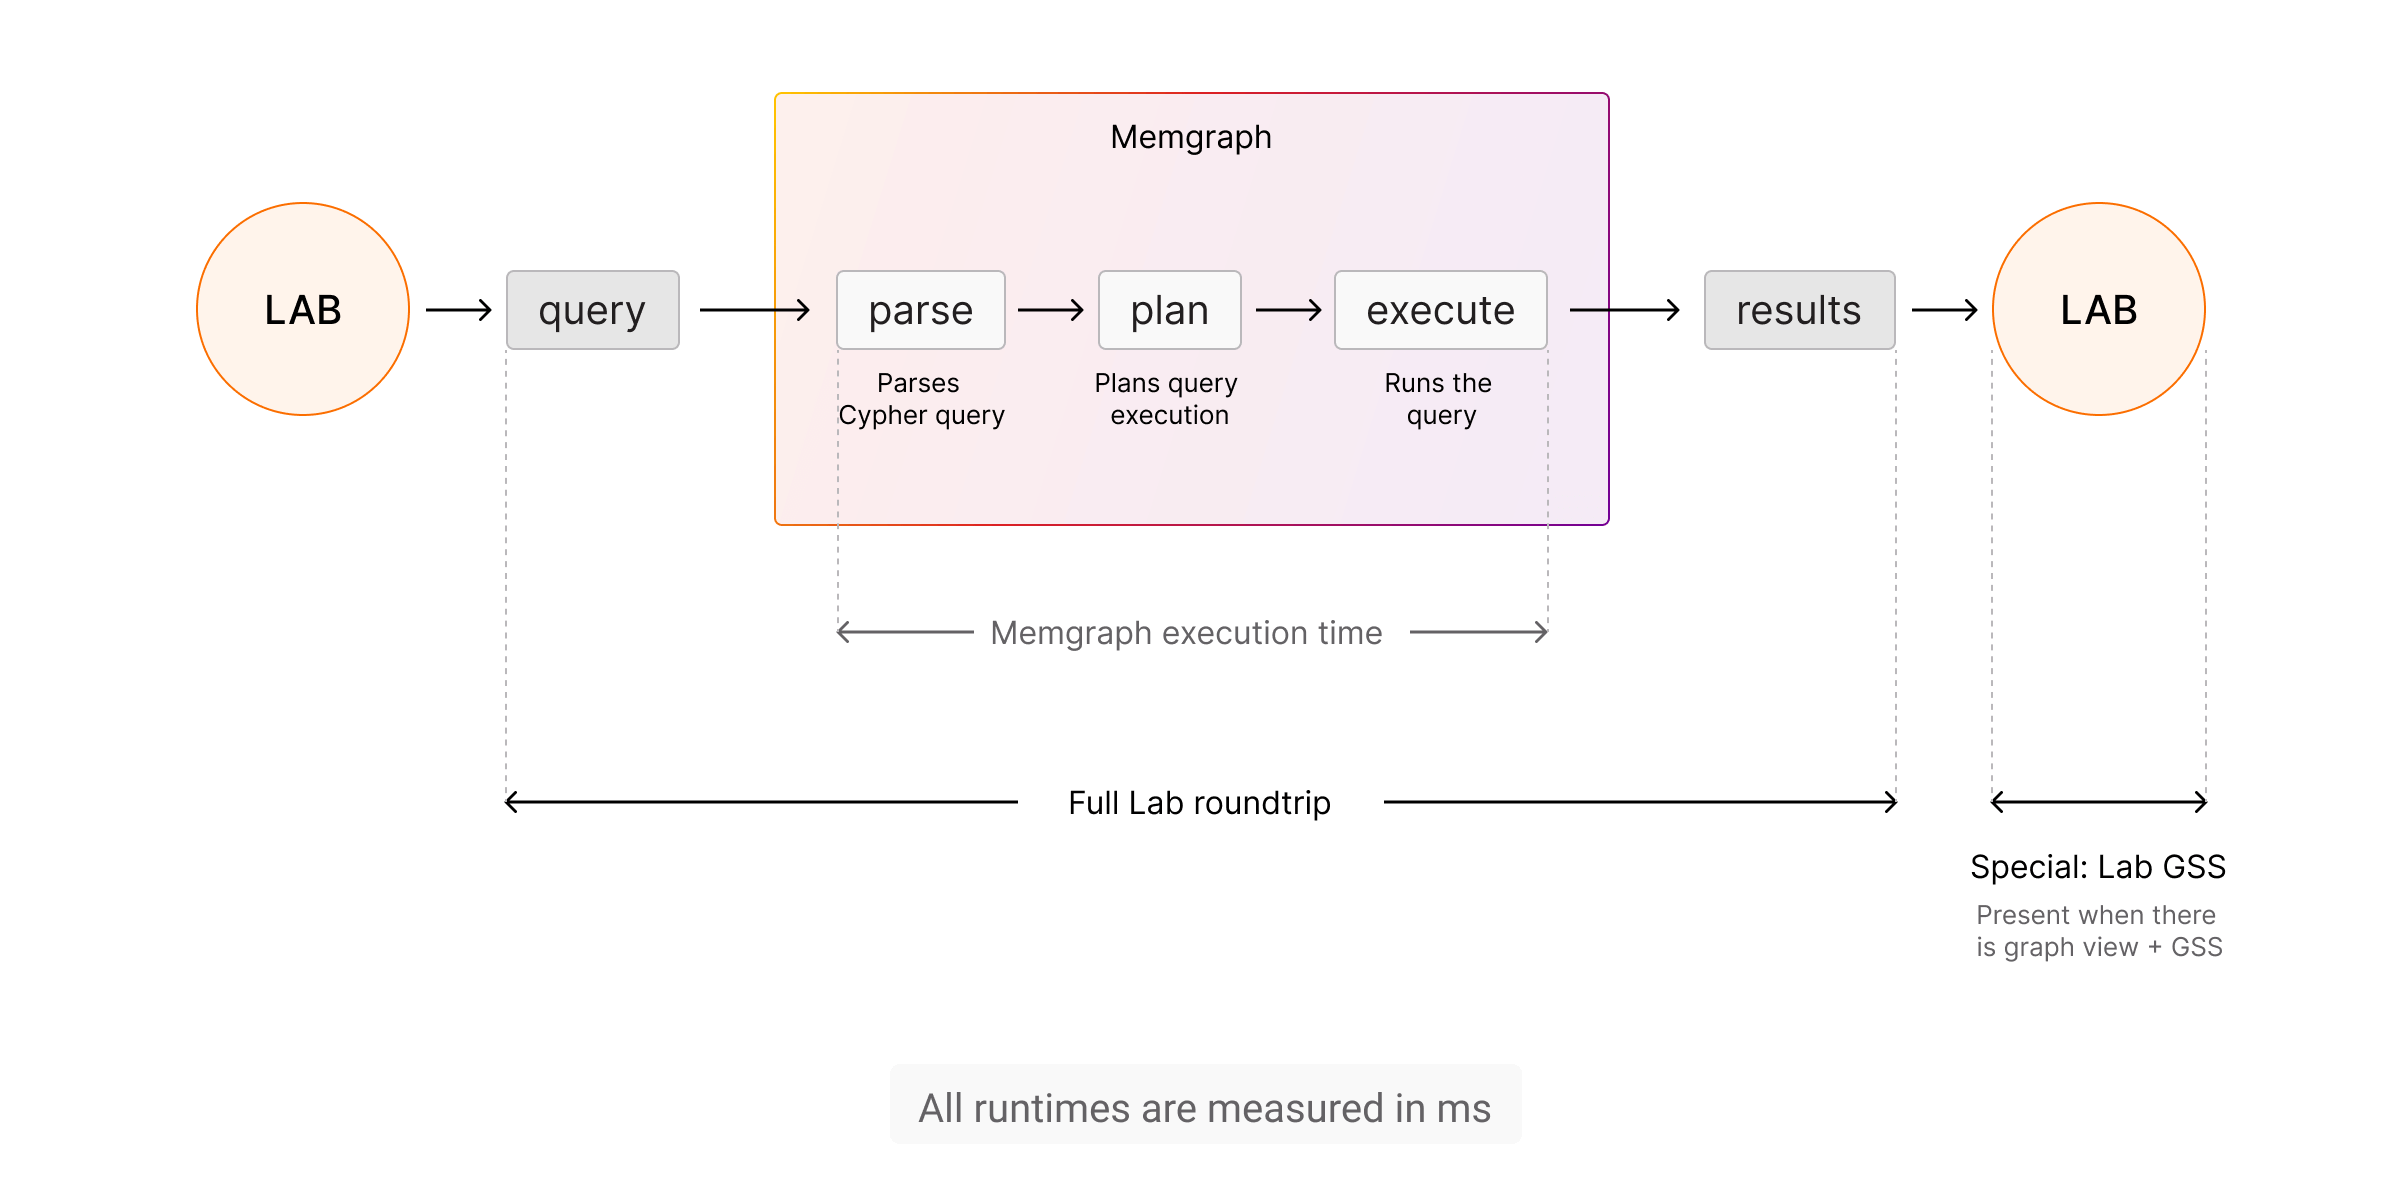 Memgraph
LAB
query
parse
plan
execute
results
LAB
Parses
Cypher query
Plans query
execution
Runs the
query
Memgraph execution time
Full Lab roundtrip
Special: Lab GSS
Present when there
is graph view + GSS
All runtimes are measured in ms